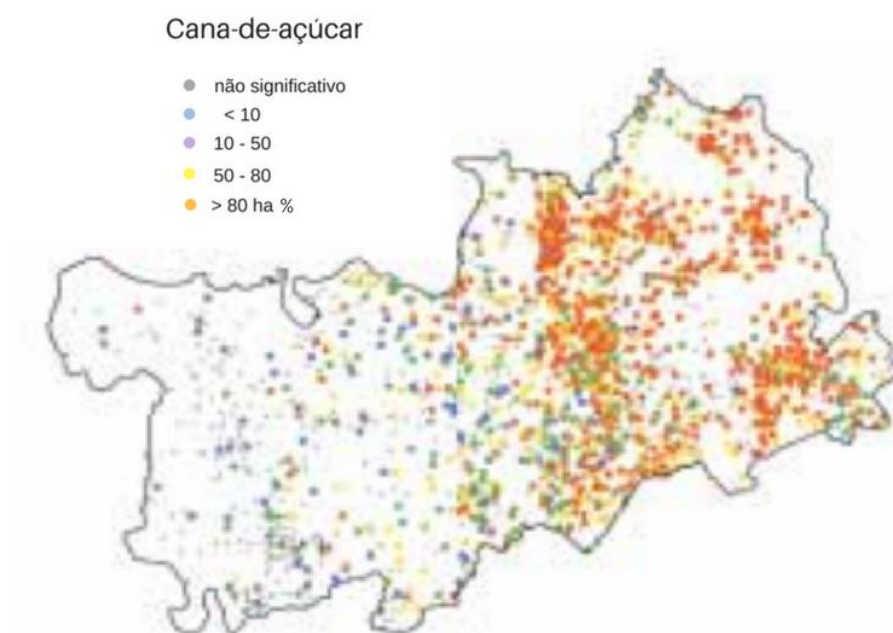 Cana-de-açúcar
não significativo
< 10
10 - 50
50 - 80
> 80 ha %